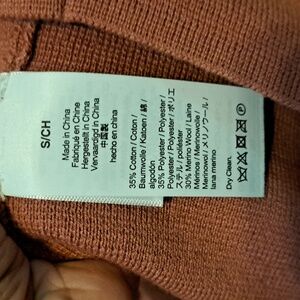 S/CH
Made in China
Fabriqué en Chine
Hergestellt in China
Vervaardigd in China
中国製
hecho en china
35% Cotton / Coton /
Baumwolle / Katoen / 綿 /
algodón
35% Polyester / Polyester /
Polyester / Polyester / ポリエ
ステル / poliéster
30% Merino Wool / Laine
Mérinos / Merinowolle /
Merinowol / メリノウール /
lana merino
Dry Clean.
P